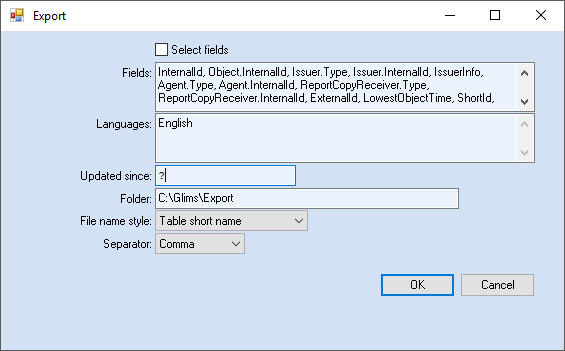 Export
Select fields
Fields: InternalId, Object.InternalId, Issuer.Type, Issuer.InternalId, IssuerInfo,
Agent.Type, Agent.InternalId, ReportCopyReceiver.Type,
ReportCopyReceiver.InternalId, ExternalId, LowestObjectTime, ShortId,
Languages: English
Updated since: ?
Folder: C:\Glims\Export
File name style: Table short name
Separator: Comma
OK Cancel